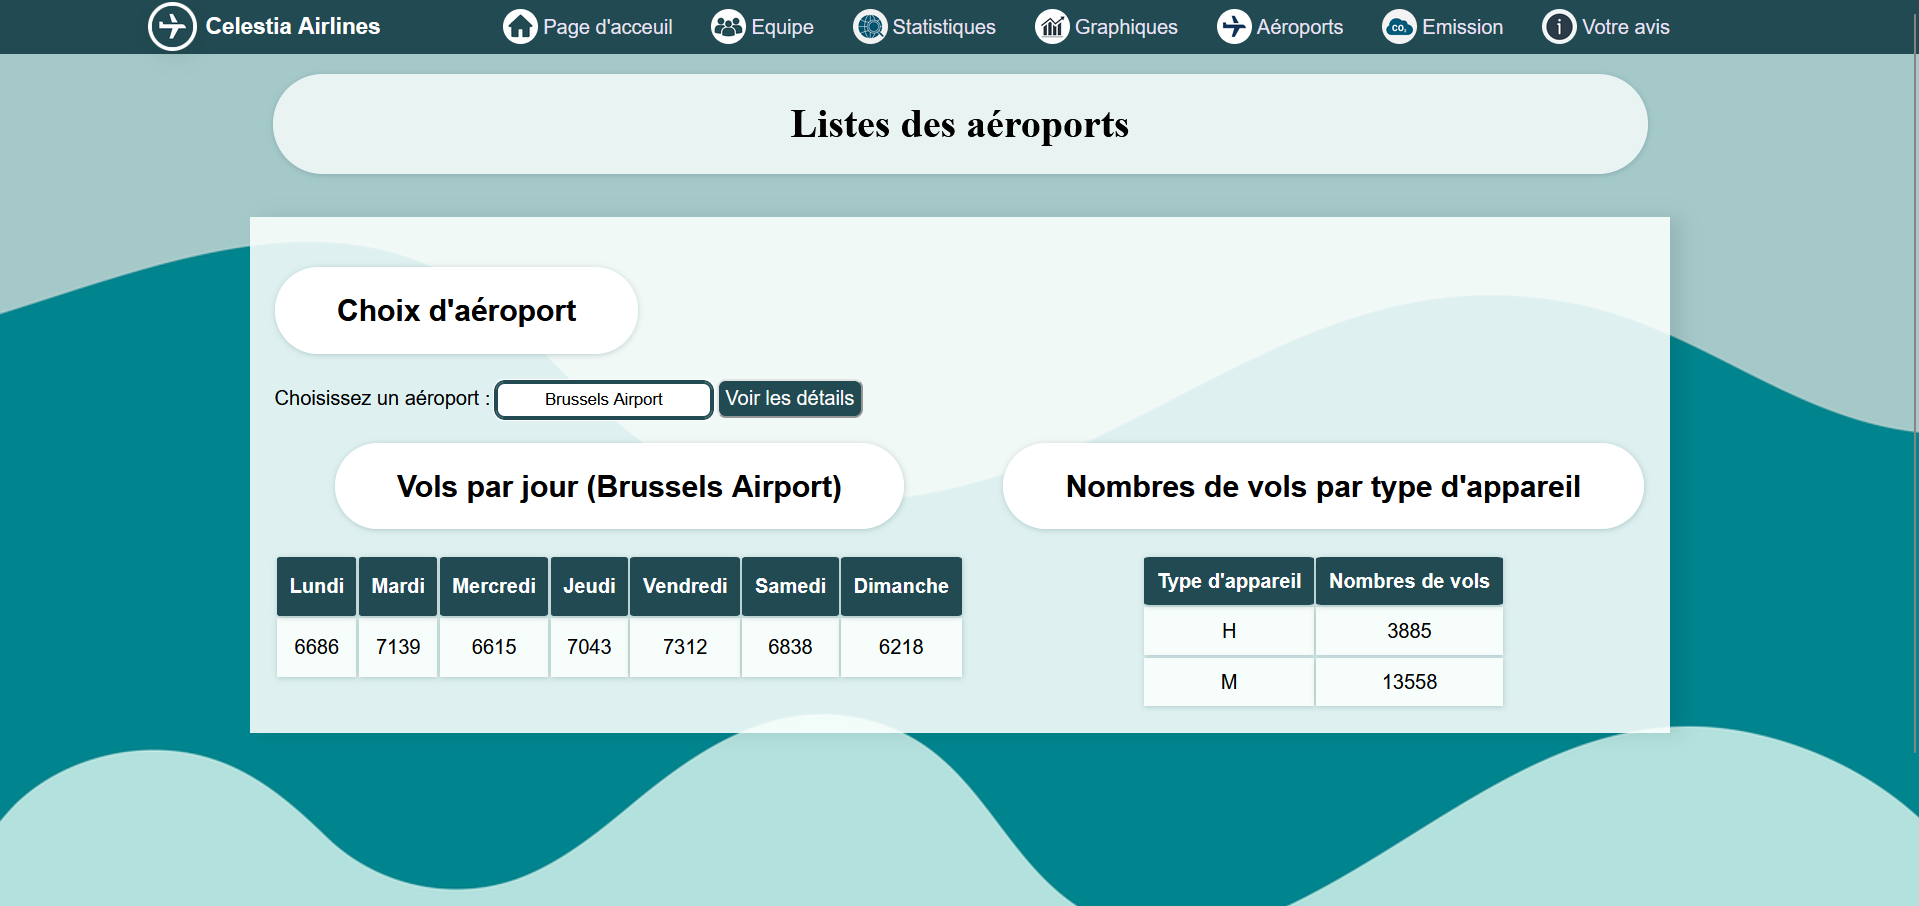 Celestia Airlines
Page d'acceuil
Equipe
Statistiques
Graphiques
Aéroports
CO₂
Emission
i
Votre avis
Listes des aéroports
Choix d'aéroport
Choisissez un aéroport : Brussels Airport Voir les détails
Vols par jour (Brussels Airport)
Lundi Mardi Mercredi Jeudi Vendredi Samedi Dimanche
6686 7139 6615 7043 7312 6838 6218
Nombres de vols par type d'appareil
Type d'appareil Nombres de vols
H 3885
M 13558